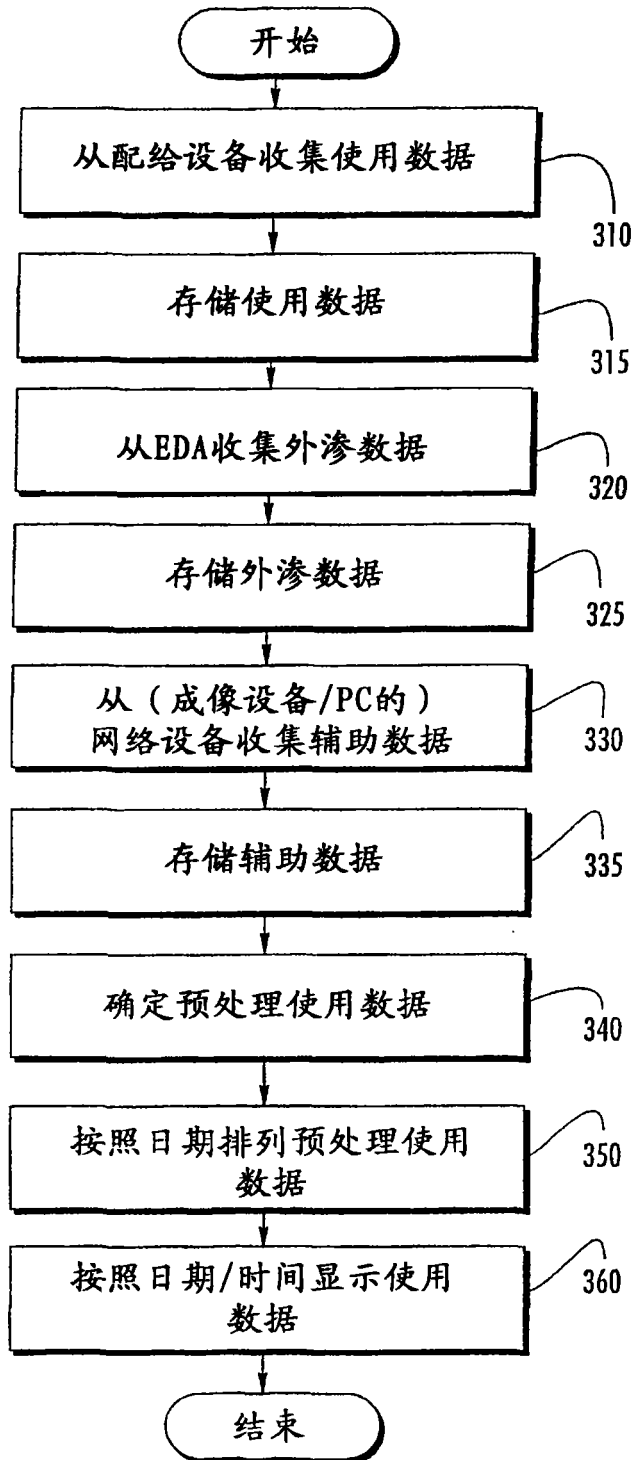 开始
从配给设备收集使用数据
310
存储使用数据
315
从EDA收集外渗数据
320
存储外渗数据
325
从（成像设备/PC的）
网络设备收集辅助数据
330
存储辅助数据
335
确定预处理使用数据
340
按照日期排列预处理使用
数据
350
按照日期/时间显示使用
数据
360
结束